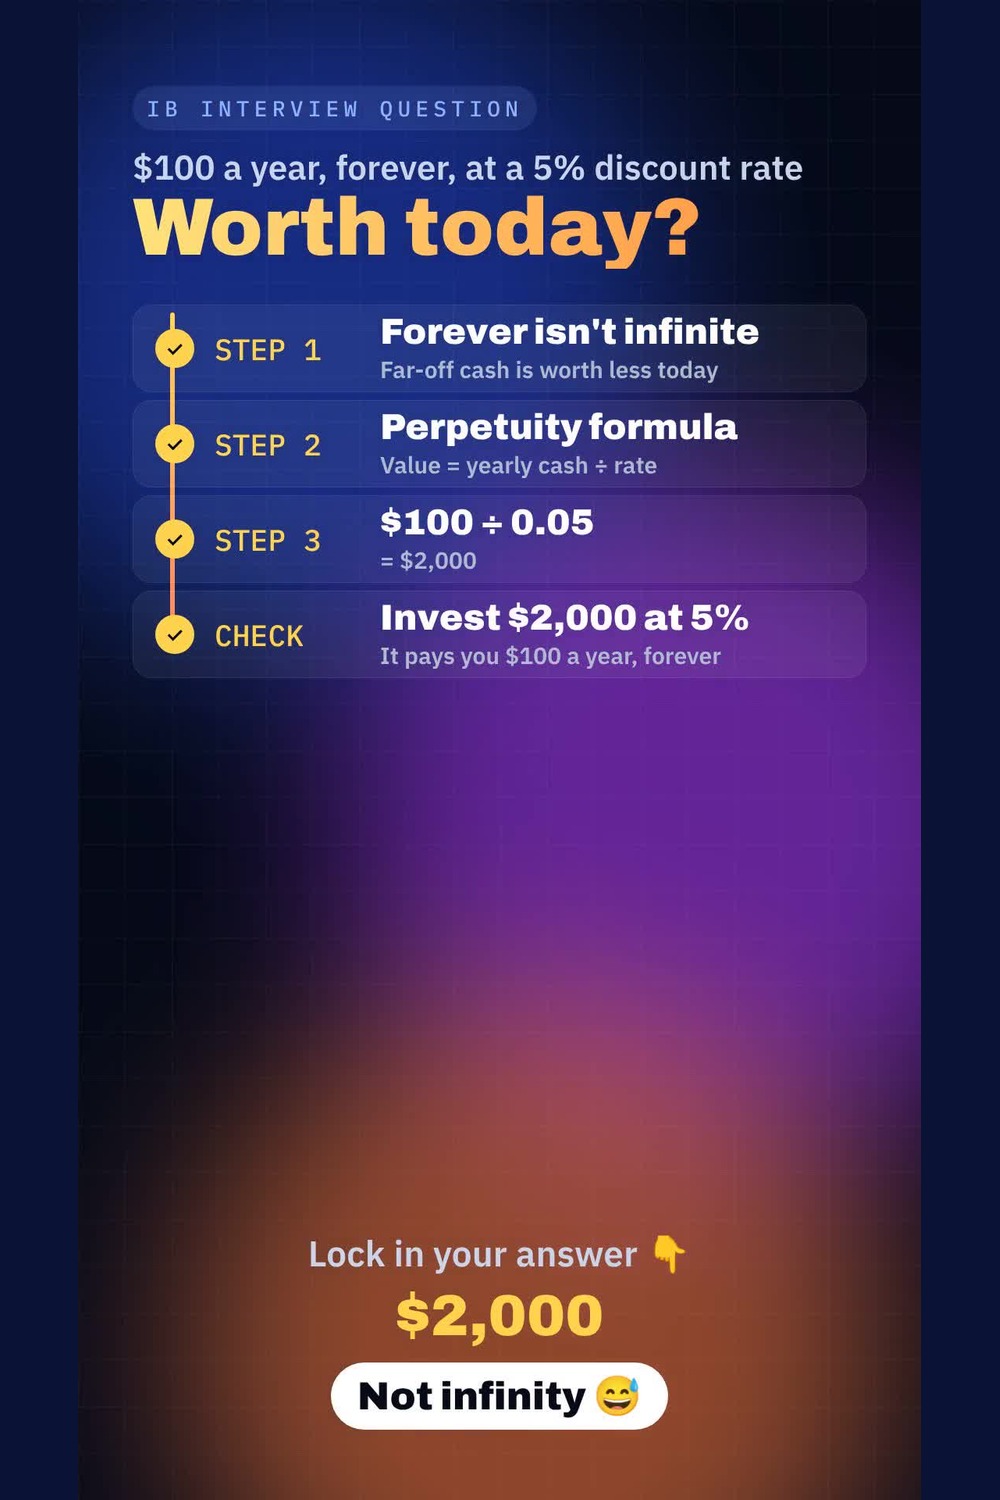 IB INTERVIEW QUESTION
$100 a year, forever, at a 5% discount rate
Worth today?
STEP 1
Forever isn't infinite
Far-off cash is worth less today
STEP 2
Perpetuity formula
Value = yearly cash ÷ rate
STEP 3
$100 ÷ 0.05
= $2,000
CHECK
Invest $2,000 at 5%
It pays you $100 a year, forever
Lock in your answer 👇
$2,000
Not infinity 😅